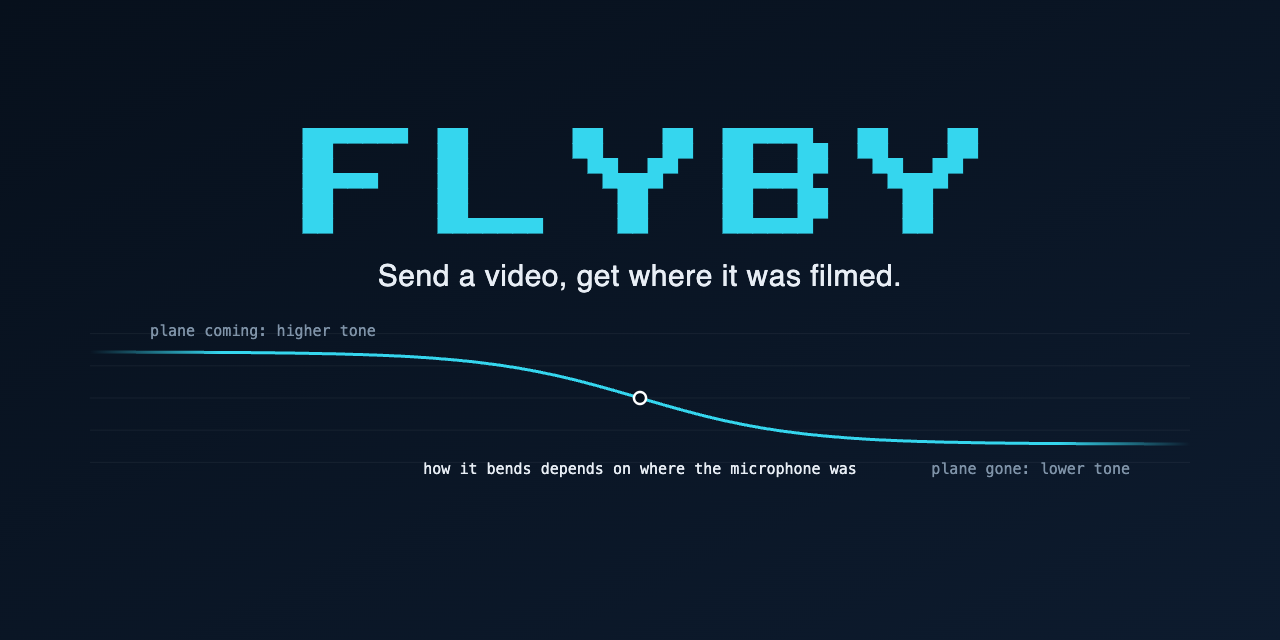 FLYBY
Send a video, get where it was filmed.
plane coming: higher tone
how it bends depends on where the microphone was
plane gone: lower tone